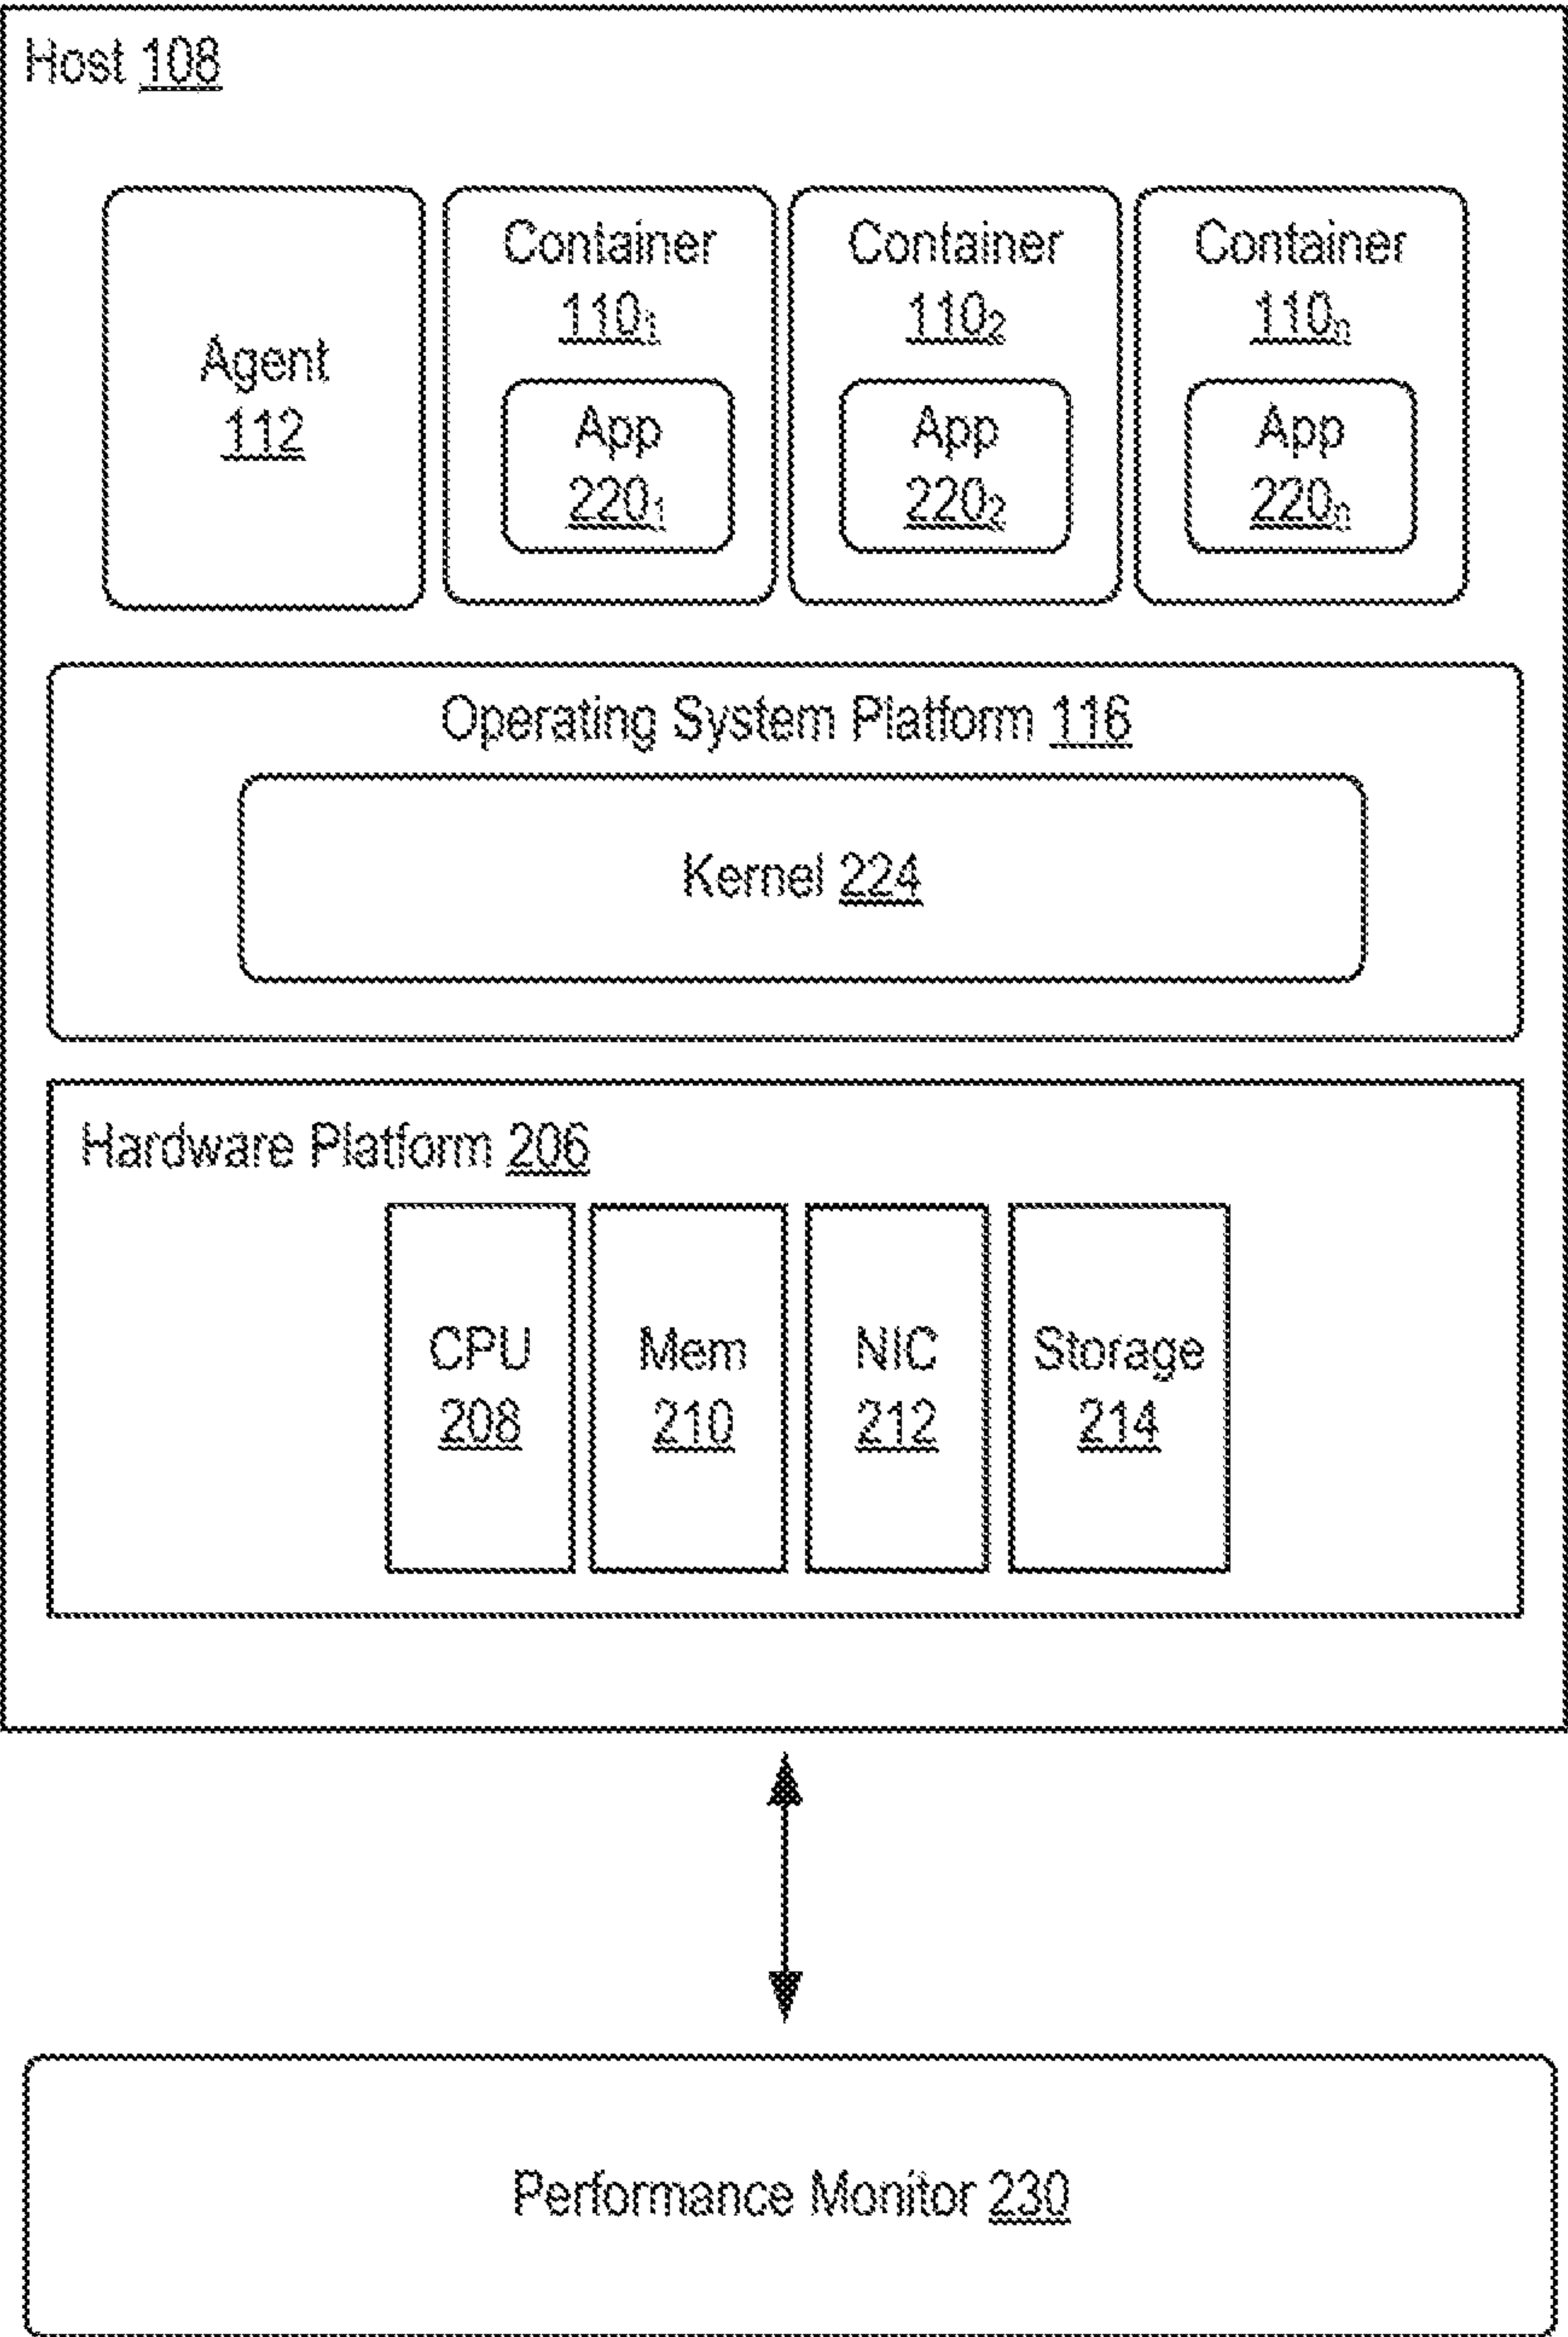 Host 108
Agent
112
Container
110₁
App
220₁
Container
110₂
App
220₂
Container
110ₙ
App
220ₙ
Operating System Platform 116
Kernel 224
Hardware Platform 206
CPU
208
Mem
210
NIC
212
Storage
214
Performance Monitor 230